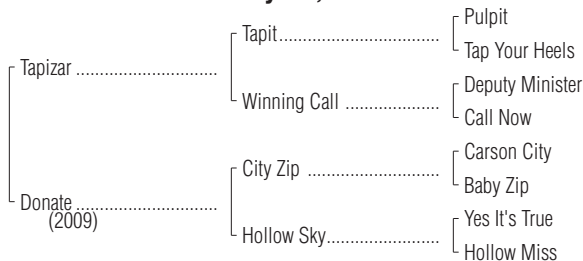 Pulpit
Tapit
Tap Your Heels
Tapizar
Deputy Minister
Winning Call
Call Now
Carson City
City Zip
Baby Zip
Donate
(2009)
Yes It's True
Hollow Sky
Hollow Miss